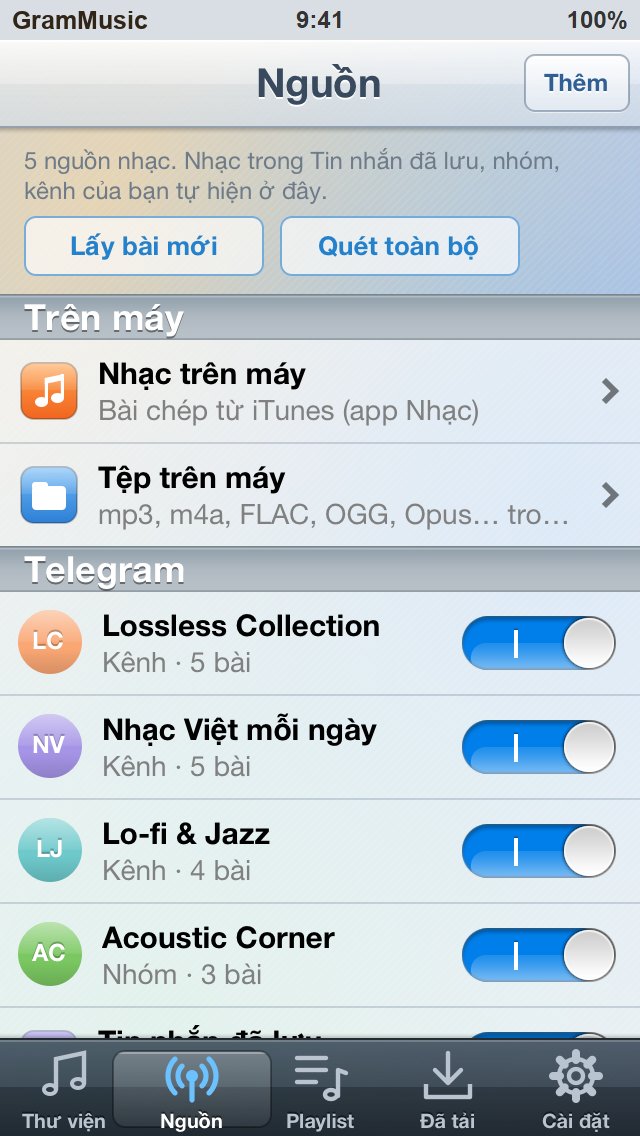 GramMusic 9:41 100%
Nguồn
Thêm
5 nguồn nhạc. Nhạc trong Tin nhắn đã lưu, nhóm,
kênh của bạn tự hiện ở đây.
Lấy bài mới
Quét toàn bộ
Trên máy
Nhạc trên máy
Bài chép từ iTunes (app Nhạc)
Tệp trên máy
mp3, m4a, FLAC, OGG, Opus… tro…
Telegram
LC
Lossless Collection
Kênh · 5 bài
NV
Nhạc Việt mỗi ngày
Kênh · 5 bài
LJ
Lo-fi & Jazz
Kênh · 4 bài
AC
Acoustic Corner
Nhóm · 3 bài
Tin nhắn đã lưu
Thư viện
Nguồn
Playlist
Đã tải
Cài đặt